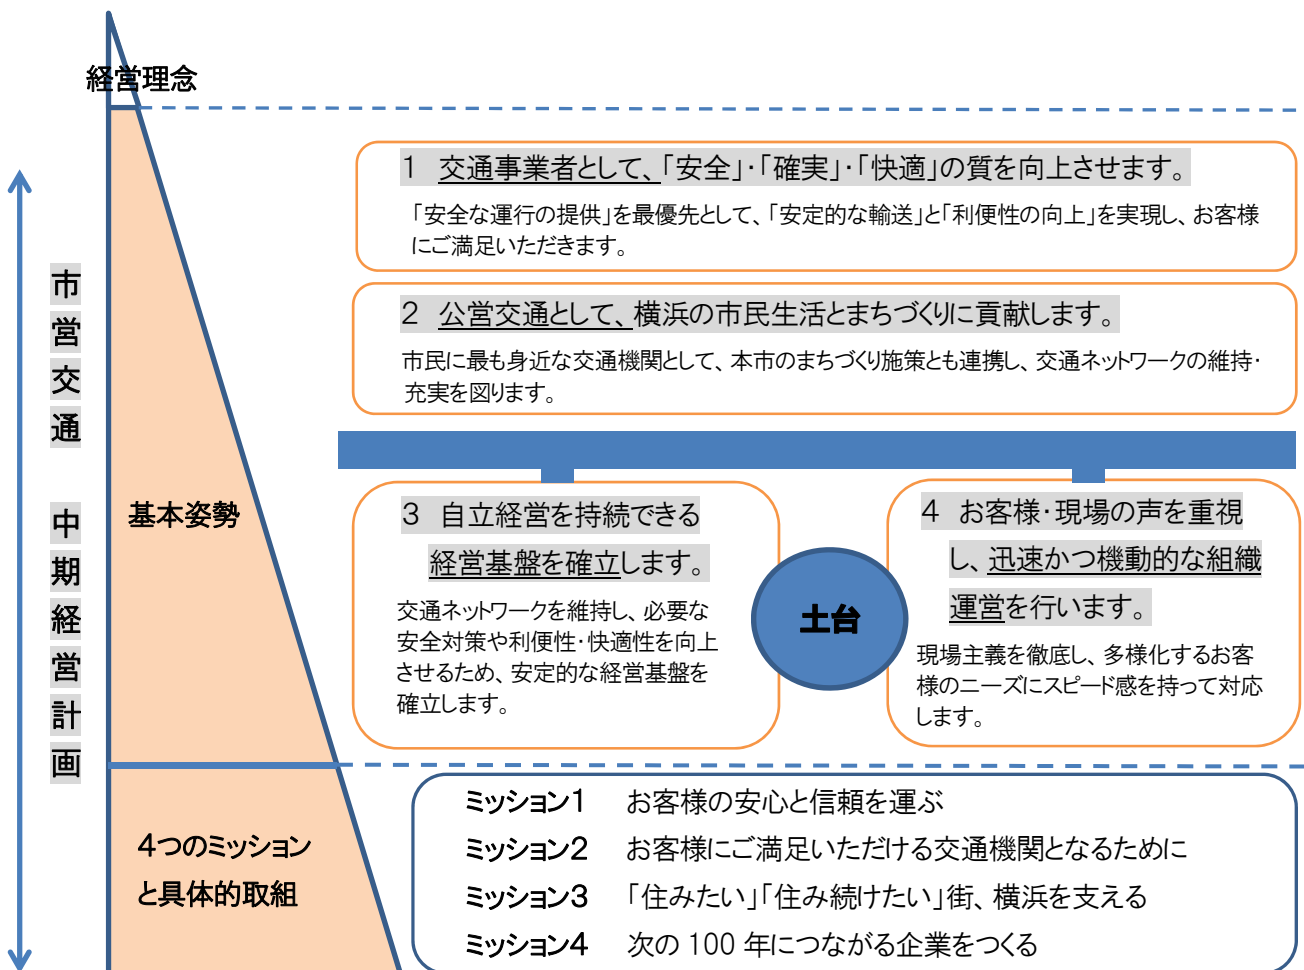 経営理念
1 交通事業者として、「安全」・「確実」・「快適」の質を向上させます。
「安全な運行の提供」を最優先として、「安定的な輸送」と「利便性の向上」を実現し、お客様
にご満足いただきます。
2 公営交通として、横浜の市民生活とまちづくりに貢献します。
市民に最も身近な交通機関として、本市のまちづくり施策とも連携し、交通ネットワークの維持・
充実を図ります。
市営交通 中期経営計画
基本姿勢
3 自立経営を持続できる
経営基盤を確立します。
交通ネットワークを維持し、必要な
安全対策や利便性・快適性を向上
させるため、安定的な経営基盤を
確立します。
土台
4 お客様・現場の声を重視
し、迅速かつ機動的な組織
運営を行います。
現場主義を徹底し、多様化するお客
様のニーズにスピード感を持って対応
します。
4つのミッション
と具体的取組
ミッション1 お客様の安心と信頼を運ぶ
ミッション2 お客様にご満足いただける交通機関となるために
ミッション3 「住みたい」「住み続けたい」街、横浜を支える
ミッション4 次の 100 年につながる企業をつくる